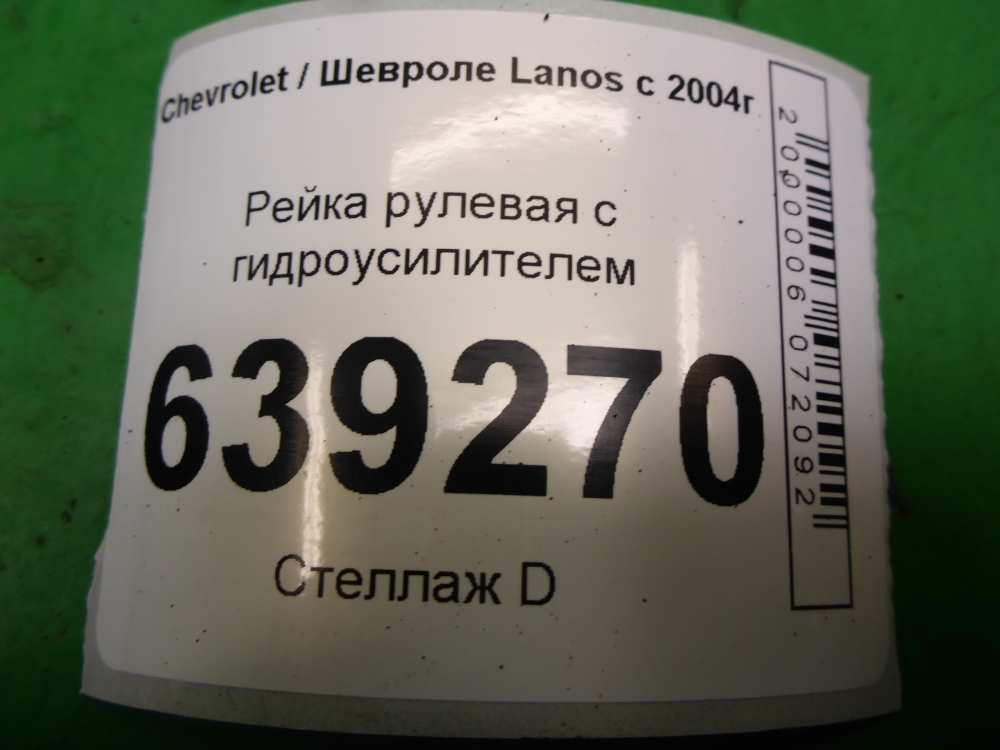 Chevrolet / Шевроле Lanos с 2004г
Рейка рулевая с
гидроусилителем
639270
Стеллаж D
2000006072092